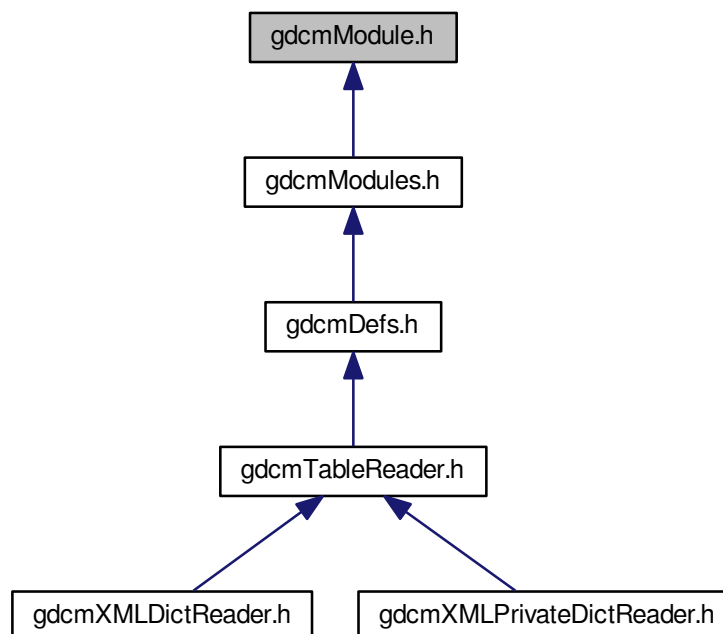 gdcmModule.h
gdcmModules.h
gdcmDefs.h
gdcmTableReader.h
gdcmXMLDictReader.h
gdcmXMLPrivateDictReader.h